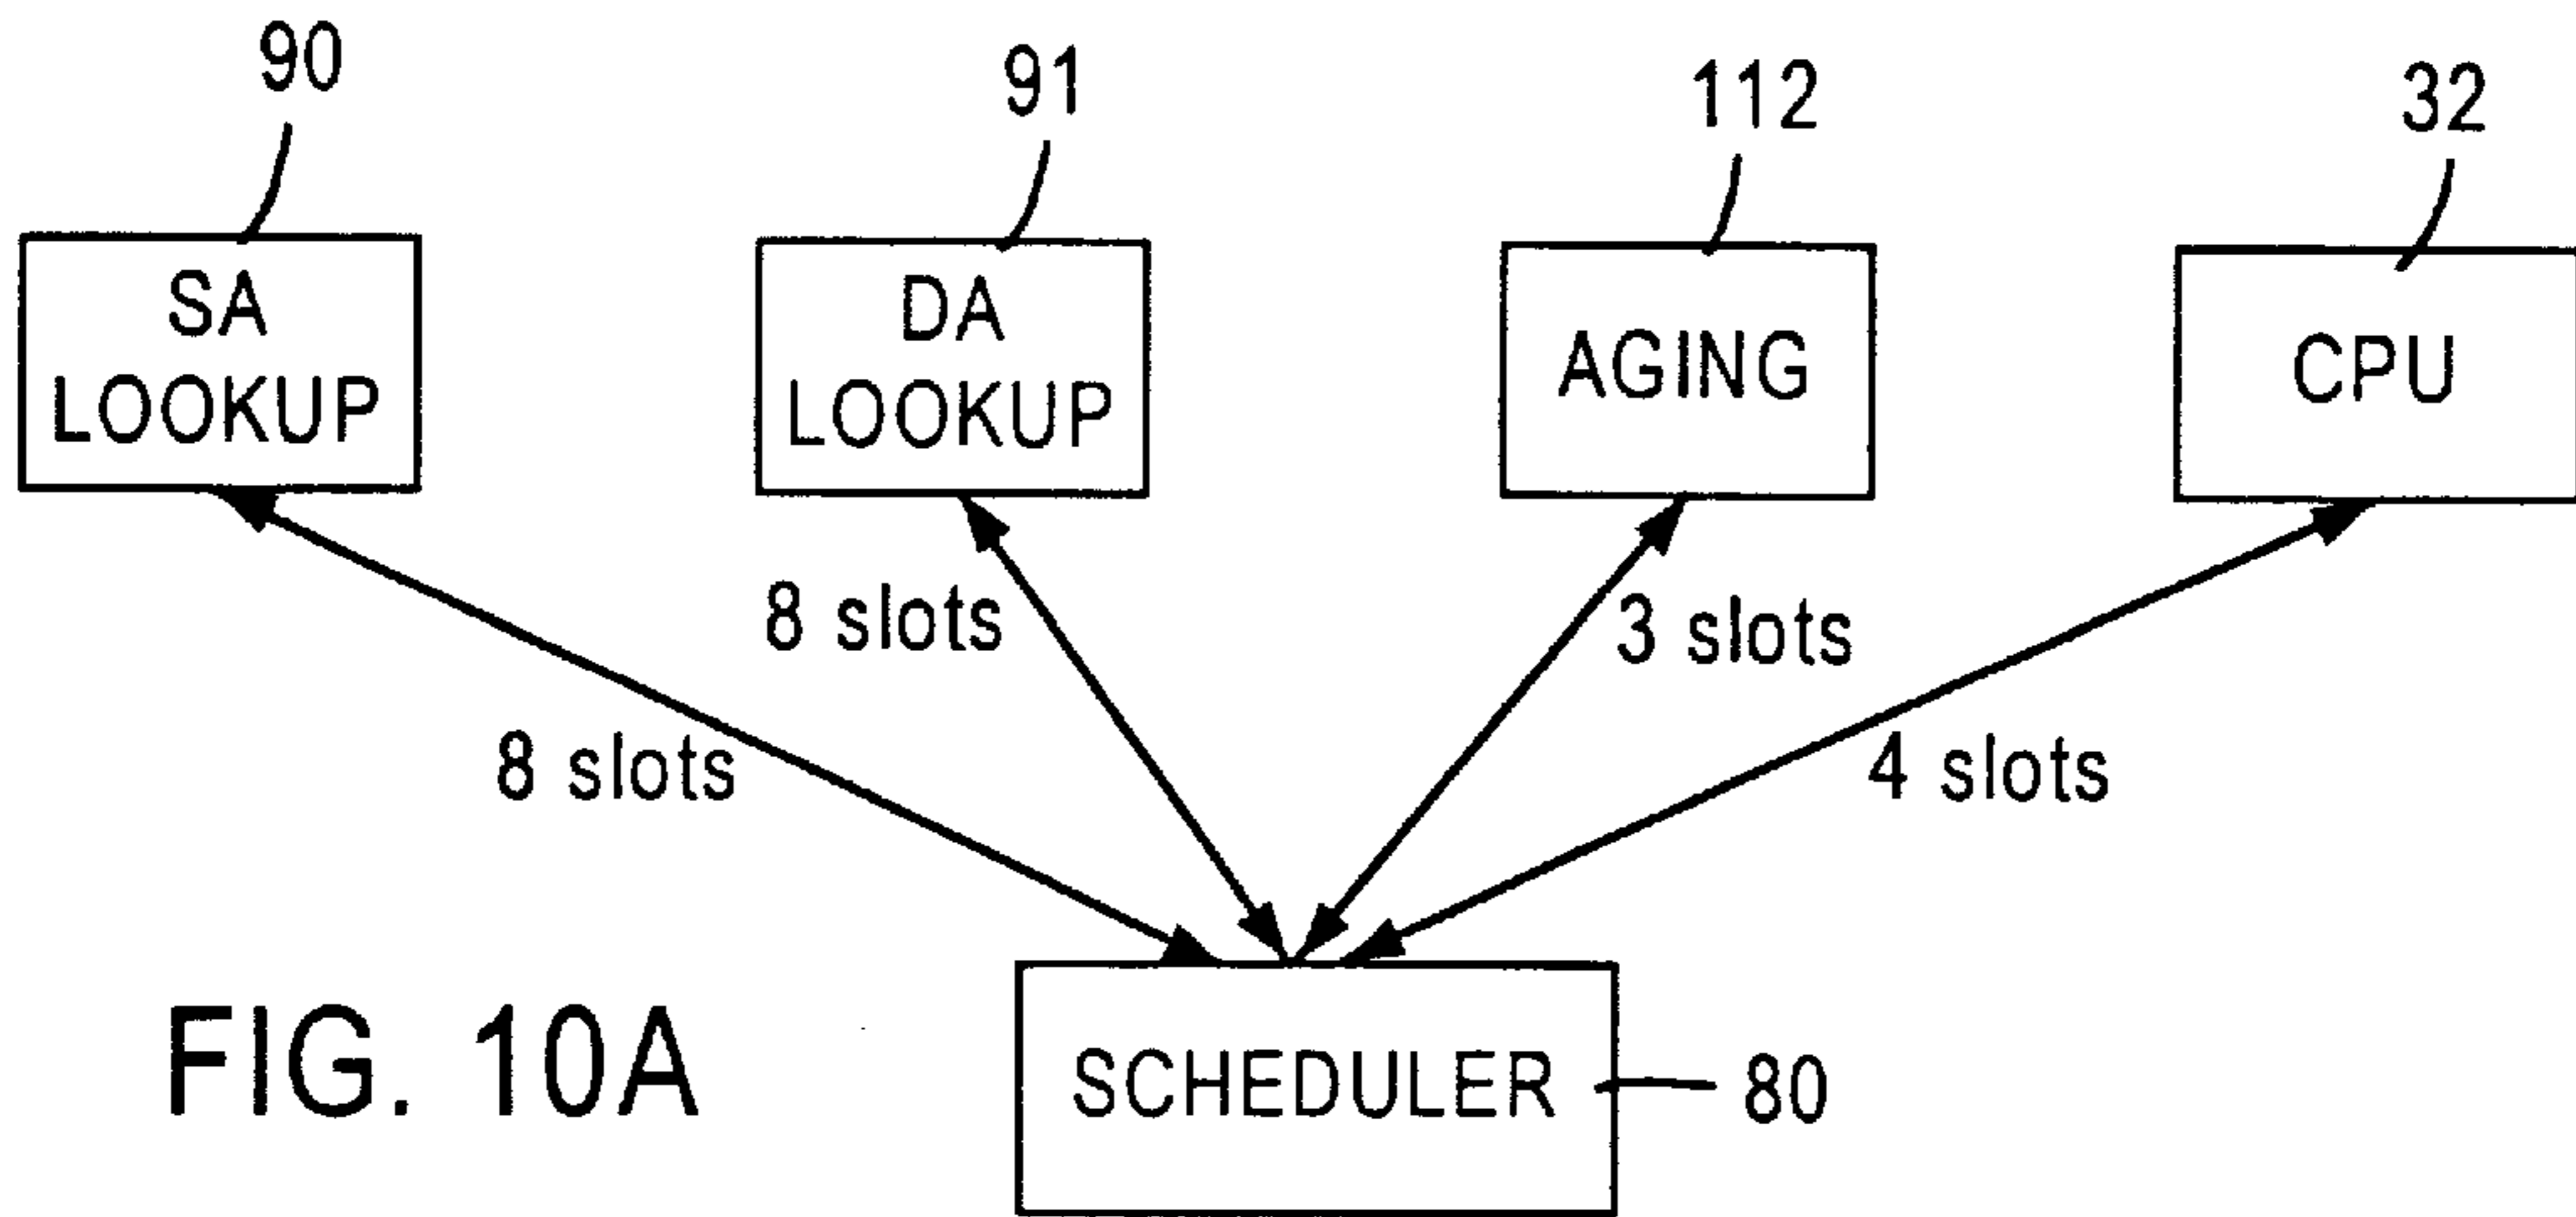 90
91
112
32
SA
LOOKUP
DA
LOOKUP
AGING
CPU
8 slots
3 slots
8 slots
4 slots
SCHEDULER
80
FIG. 10A